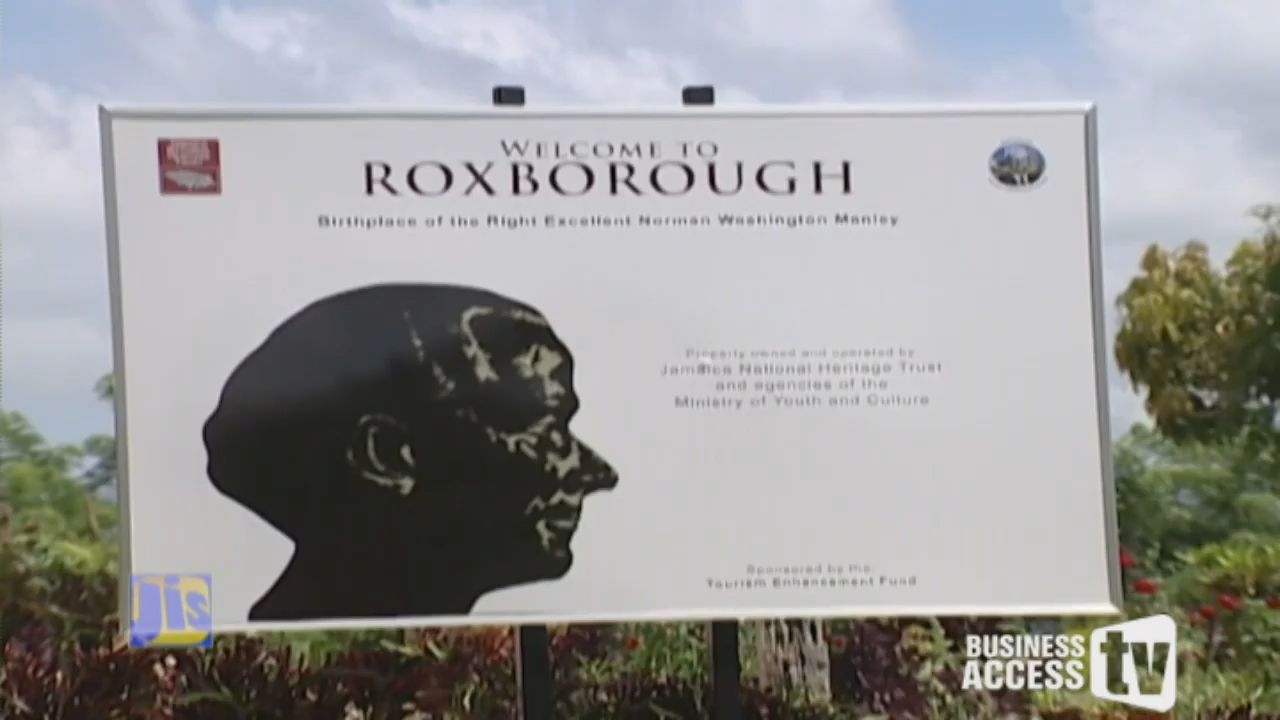 WELCOME TO
ROXBOROUGH
Birthplace of the Right Excellent Norman Washington Manley
Property owned and operated by
Jamaica National Heritage Trust
and agencies of the
Ministry of Youth and Culture
Sponsored by the:
Tourism Enhancement Fund
Jis
BUSINESS
ACCESS
tv